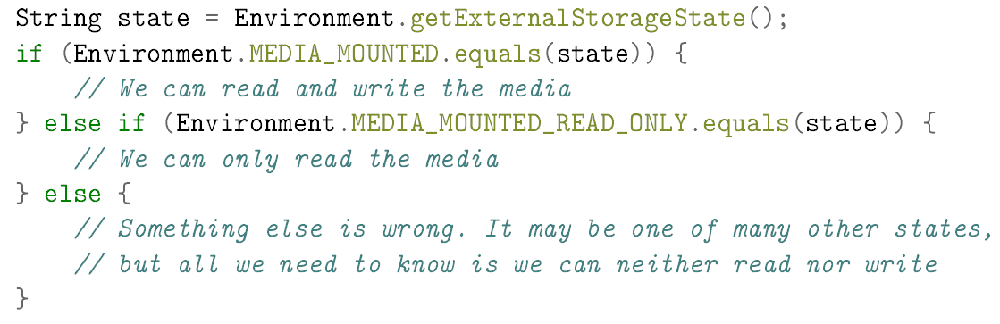 String state = Environment.getExternalStorageState();
if (Environment.MEDIA_MOUNTED.equals(state)) {
    // We can read and write the media
} else if (Environment.MEDIA_MOUNTED_READ_ONLY.equals(state)) {
    // We can only read the media
} else {
    // Something else is wrong. It may be one of many other states,
    // but all we need to know is we can neither read nor write
}